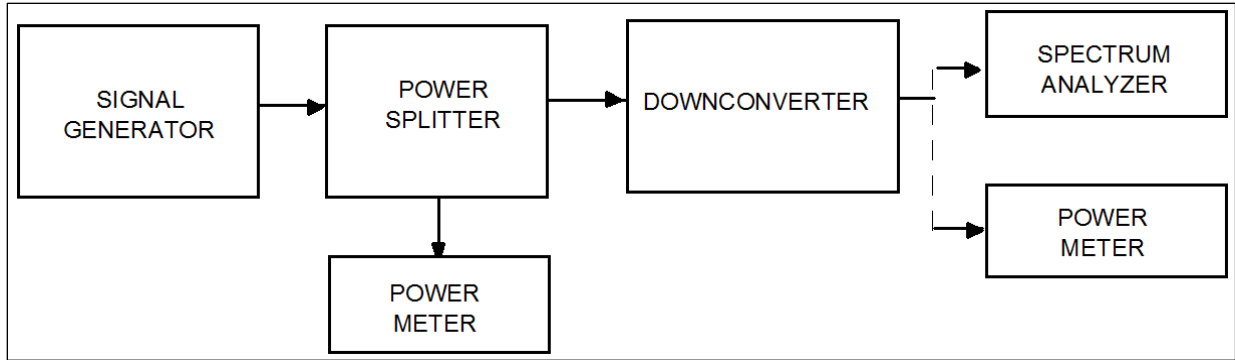 SIGNAL
GENERATOR
POWER
SPLITTER
POWER
METER
DOWNCONVERTER
SPECTRUM
ANALYZER
POWER
METER